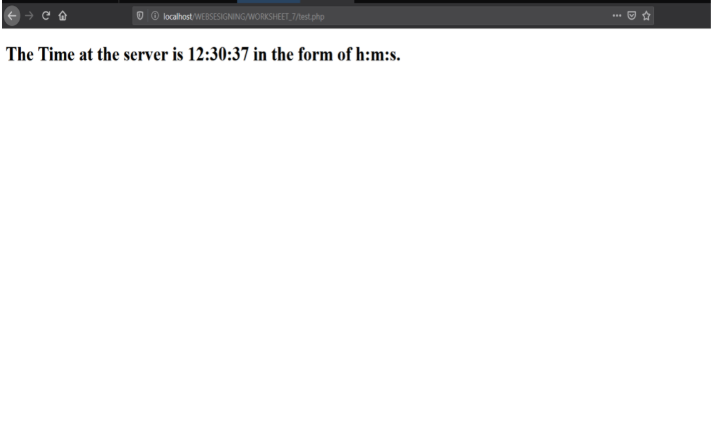 localhost/WEBSESIGNING/WORKSHEET_7/test.php
The Time at the server is 12:30:37 in the form of h:m:s.